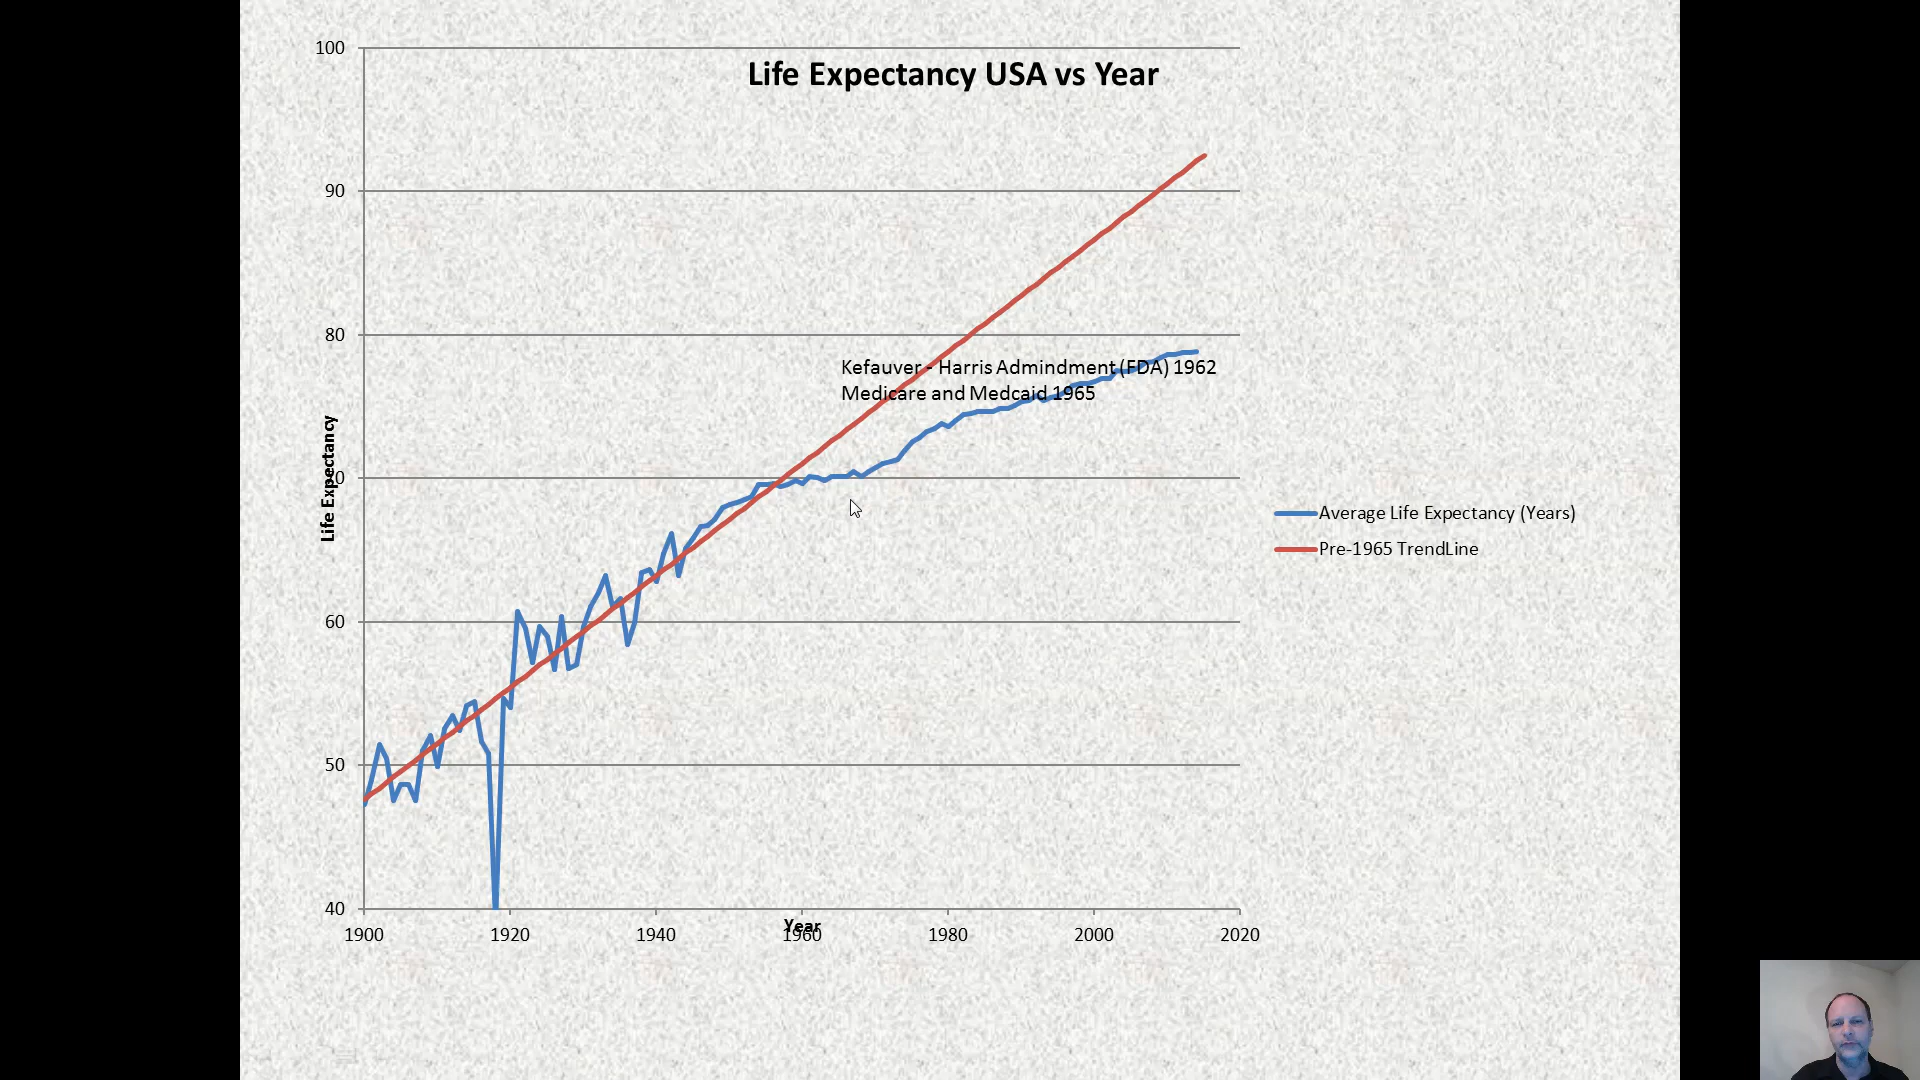 100
Life Expectancy USA vs Year
90
80
Kefauver - Harris Admindment (FDA) 1962
Medicare and Medcaid 1965
Life Expectancy
70
Average Life Expectancy (Years)
Pre-1965 TrendLine
60
50
40
Year
1900 1920 1940 1960 1980 2000 2020